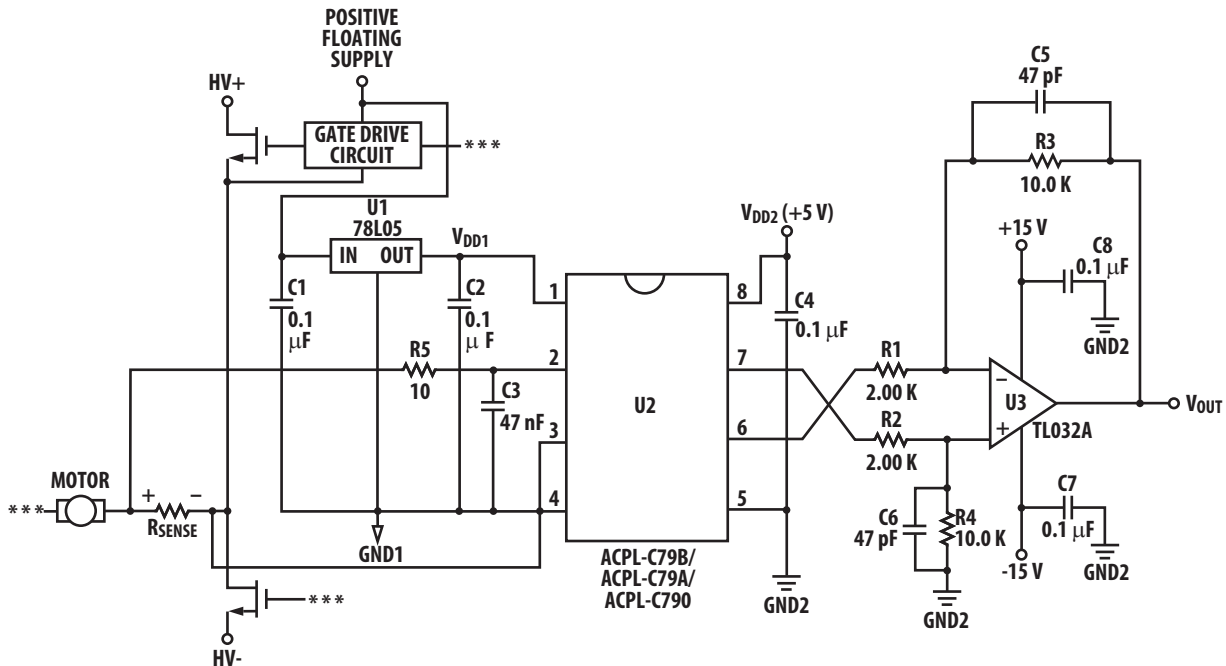 POSITIVE
FLOATING
SUPPLY
HV+
GATE DRIVE
CIRCUIT
***
U1
78L05
IN OUT
VDD1
C1
0.1
μF
C2
0.1
μ F
R5
10
C3
47 nF
MOTOR
***
+ −
RSENSE
GND1
***
HV-
1
2
3
4
U2
8
7
6
5
ACPL-C79B/
ACPL-C79A/
ACPL-C790
VDD2 (+5 V)
C4
0.1 μF
GND2
R1
2.00 K
R2
2.00 K
C5
47 pF
R3
10.0 K
+15 V
C8
0.1 μF
GND2
−
U3
+
TL032A
VOUT
C6
47 pF
R4
10.0 K
GND2
C7
0.1 μF
-15 V
GND2